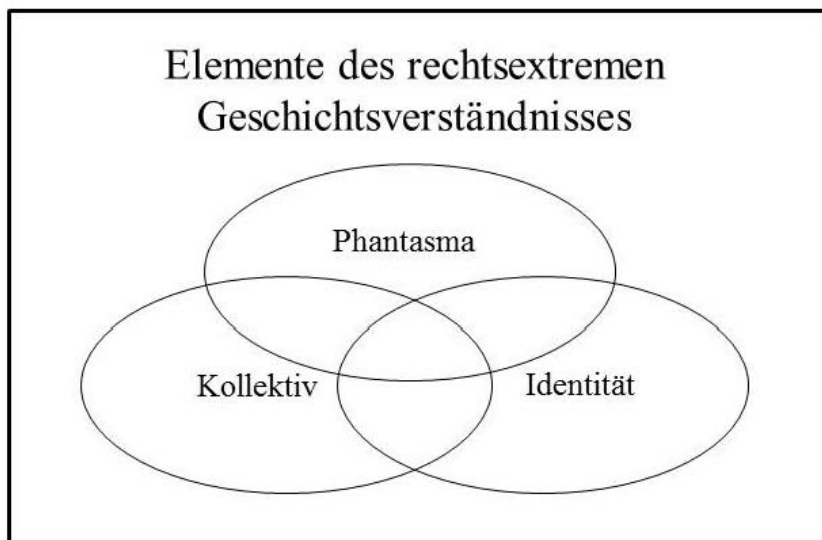 Elemente des rechtsextremen
Geschichtsverständnisses
Phantasma
Kollektiv
Identität